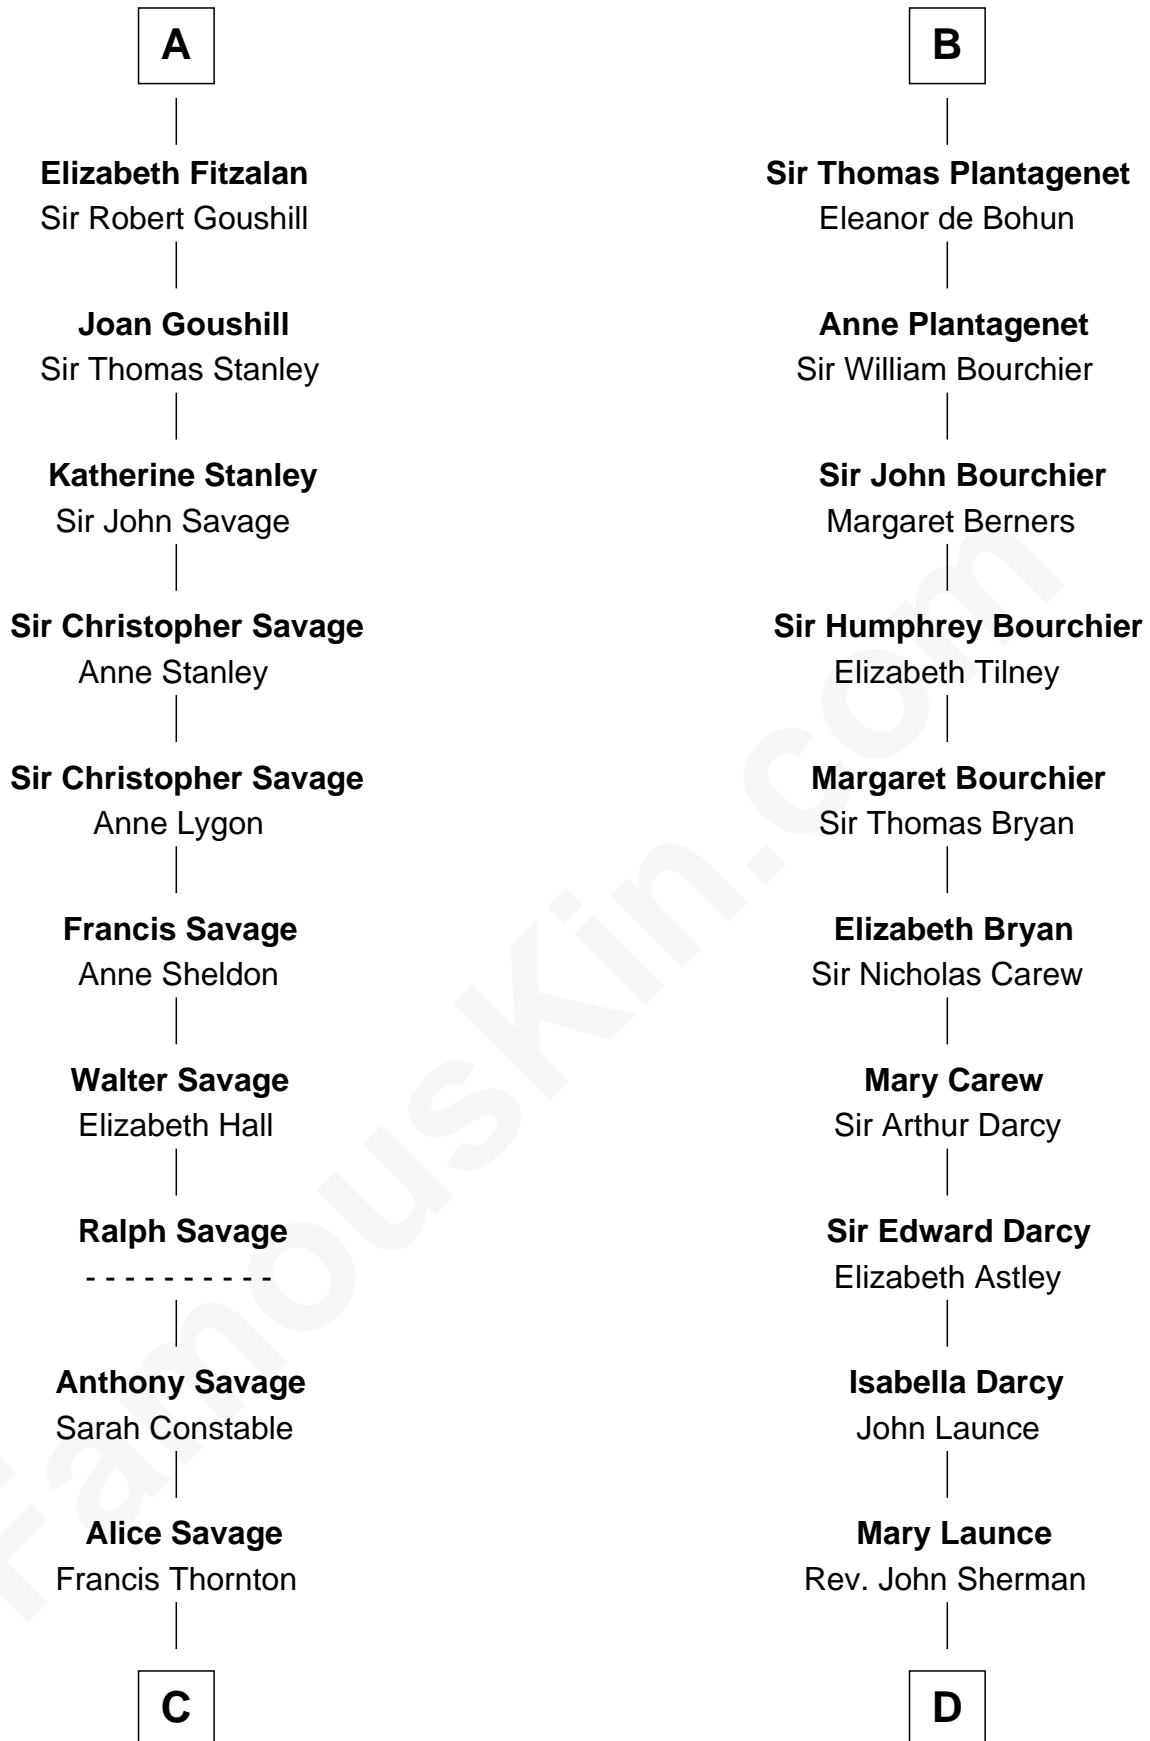 A
Elizabeth Fitzalan
Sir Robert Goushill
Joan Goushill
Sir Thomas Stanley
Katherine Stanley
Sir John Savage
Sir Christopher Savage
Anne Stanley
Sir Christopher Savage
Anne Lygon
Francis Savage
Anne Sheldon
Walter Savage
Elizabeth Hall
Ralph Savage
- - - - - - - - - -
Anthony Savage
Sarah Constable
Alice Savage
Francis Thornton
C
B
Sir Thomas Plantagenet
Eleanor de Bohun
Anne Plantagenet
Sir William Bourchier
Sir John Bourchier
Margaret Berners
Sir Humphrey Bourchier
Elizabeth Tilney
Margaret Bourchier
Sir Thomas Bryan
Elizabeth Bryan
Sir Nicholas Carew
Mary Carew
Sir Arthur Darcy
Sir Edward Darcy
Elizabeth Astley
Isabella Darcy
John Launce
Mary Launce
Rev. John Sherman
D
FamousKin.com